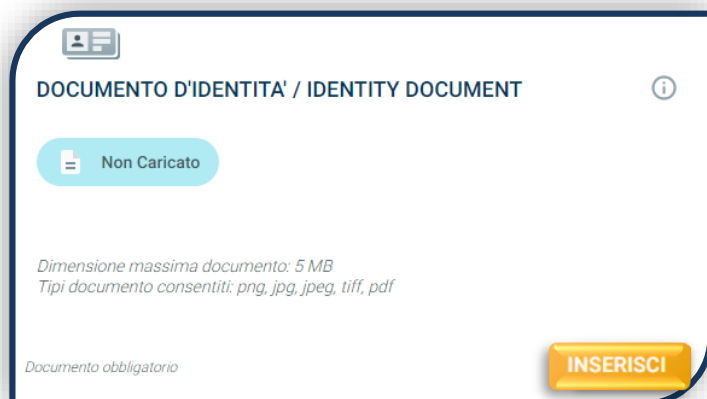 DOCUMENTO D'IDENTITA' / IDENTITY DOCUMENT
Non Caricato
Dimensione massima documento: 5 MB
Tipi documento consentiti: png, jpg, jpeg, tiff, pdf
Documento obbligatorio
INSERISCI